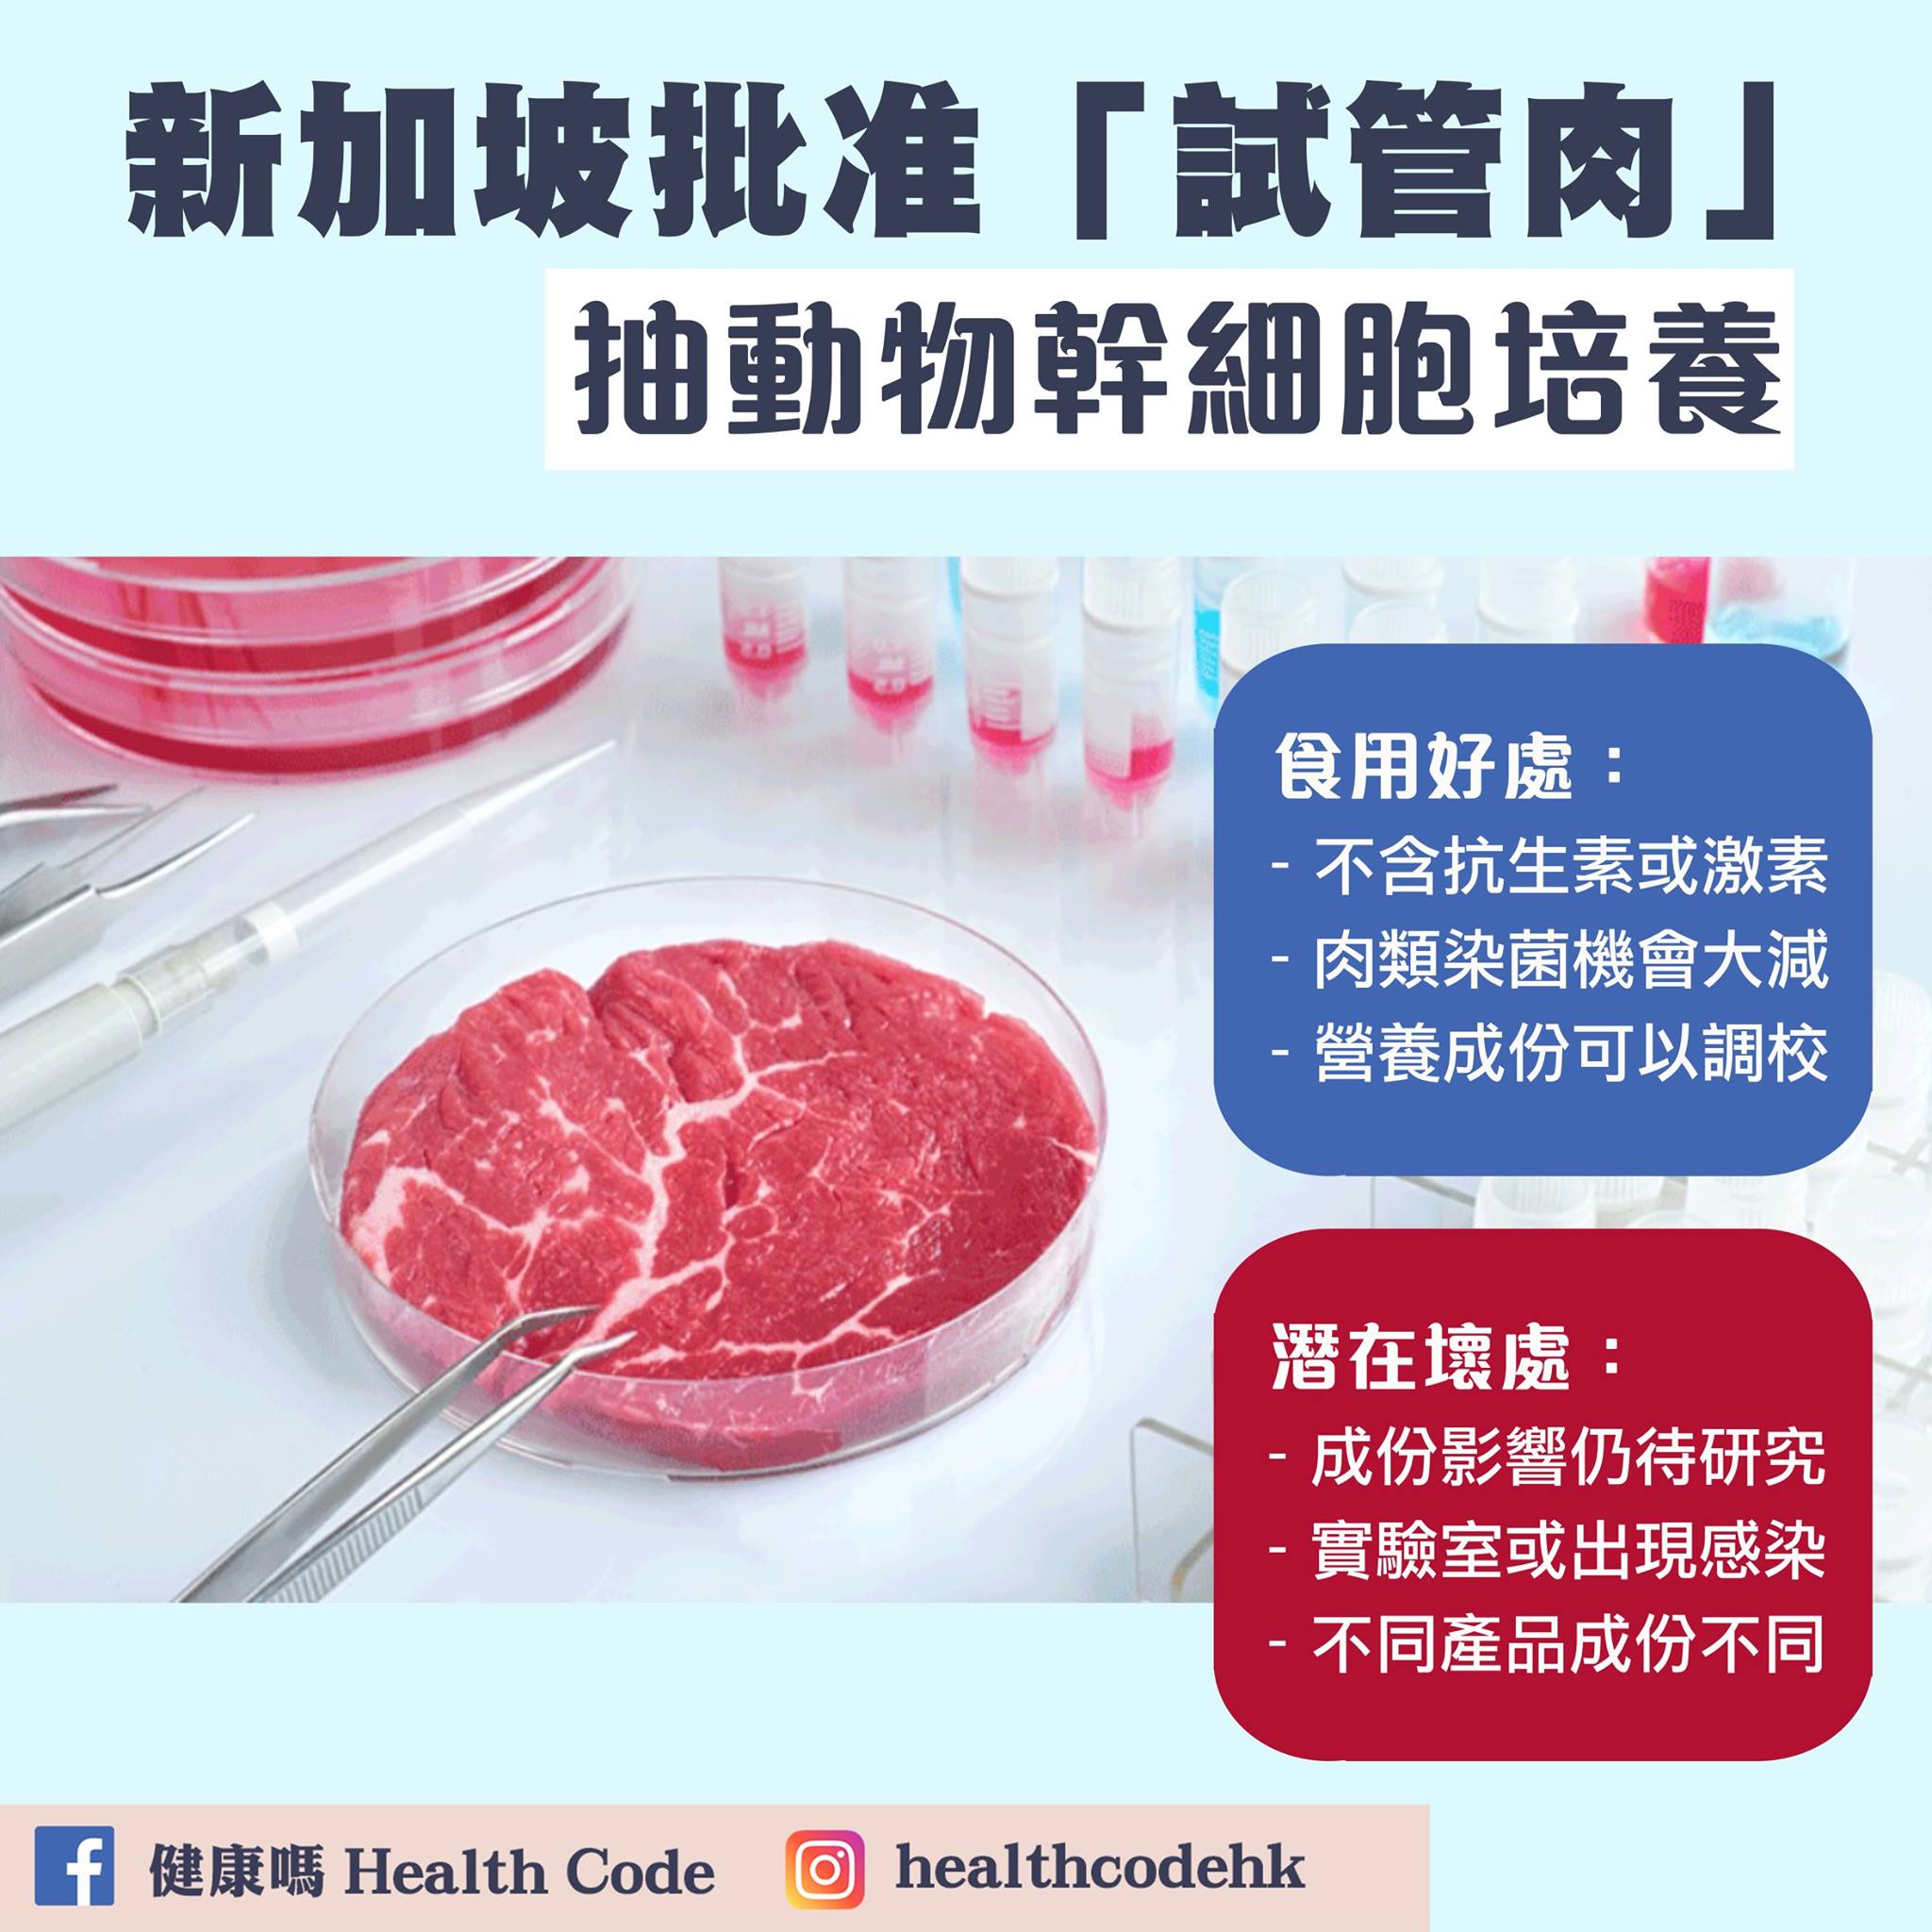 新加坡批准「試管肉」
抽動物幹細胞培養
食用好處：
- 不含抗生素或激素
- 肉類染菌機會大減
- 營養成份可以調校
潛在壞處：
- 成份影響仍待研究
- 實驗室或出現感染
- 不同產品成份不同
健康嗎 Health Code
healthcodehk